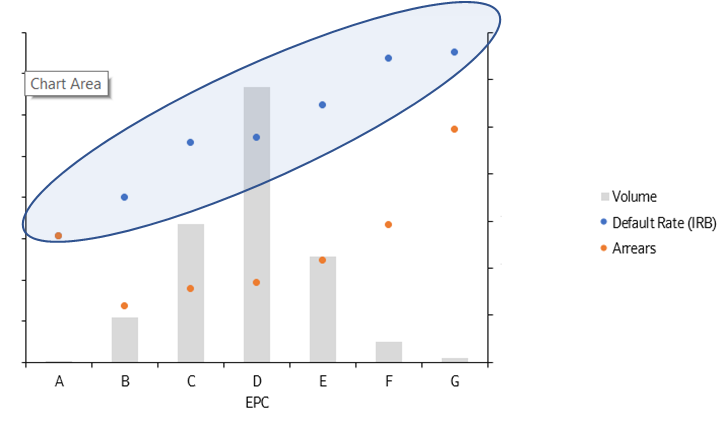 Chart Area
Volume
Default Rate (IRB)
Arrears
A B C D E F G
EPC